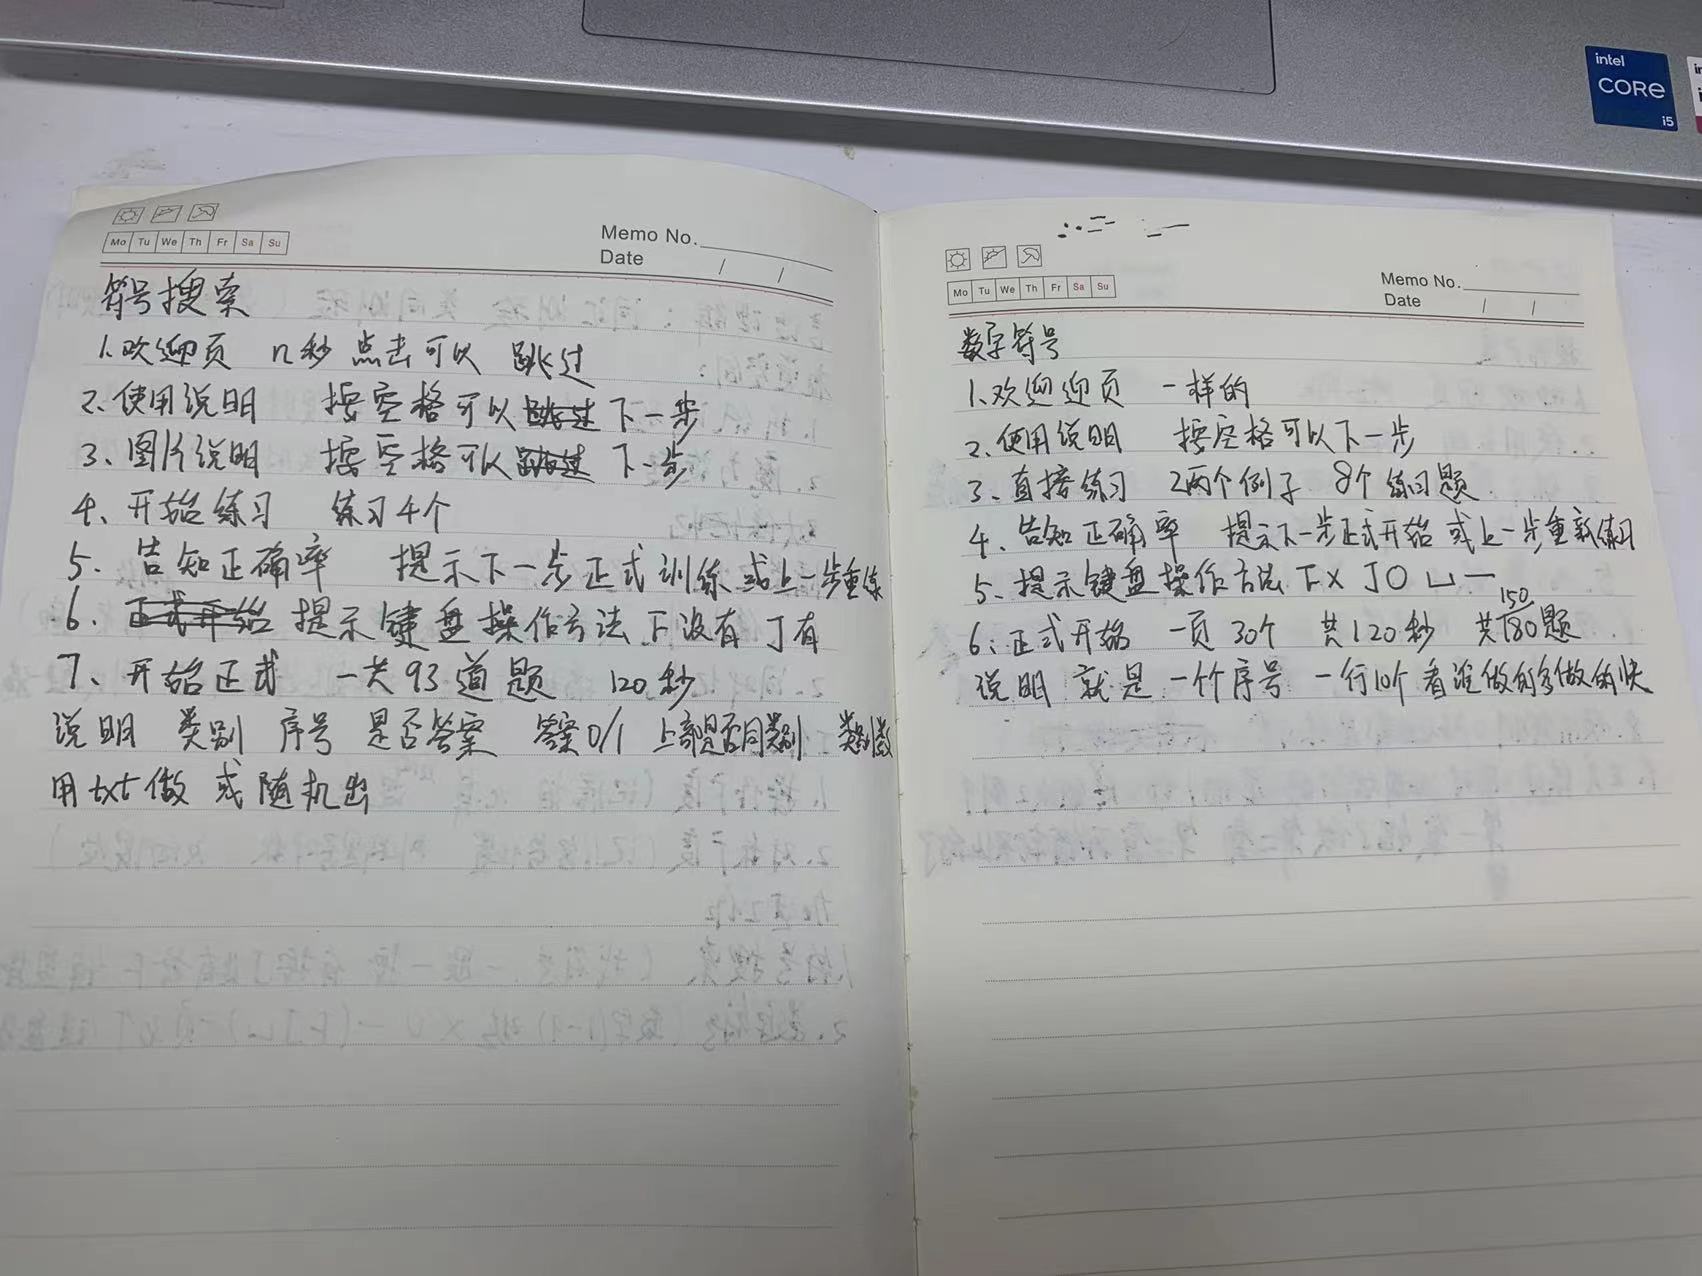 intel
CORE
i5
Mo Tu We Th Fr Sa Su
Memo No.
Date / /
符号搜索
1.欢迎页 n秒 点击可以 跳过
2.使用说明 按空格可以跳过下一步
3、图片说明 按空格可以跳过 下一步
4、开始练习 练习4个
5、告知正确率 提示下一步正式训练或上一步重练
6、正式开始 提示键盘操作方法 F没有 J有
7、开始正式 一共93道题 120秒
说明 类别 序号 是否答案 答案0/1 上部是否同类别 类别数
用txt做 或 随机出
Mo Tu We Th Fr Sa Su
Memo No.
Date / /
数字符号
1.欢迎迎页 一样的
2、使用说明 按空格可以下一步
3、直接练习 2两个例子 8个练习题
4、告知正确率 提示下一步正式开始 或上一步重新练习
5、提示键盘操作方法 F X J O ㄩ 一
6、正式开始 一页30个 共120秒 共180题
150
说明 就是 一个序号 一行10个 看谁做的多做的快